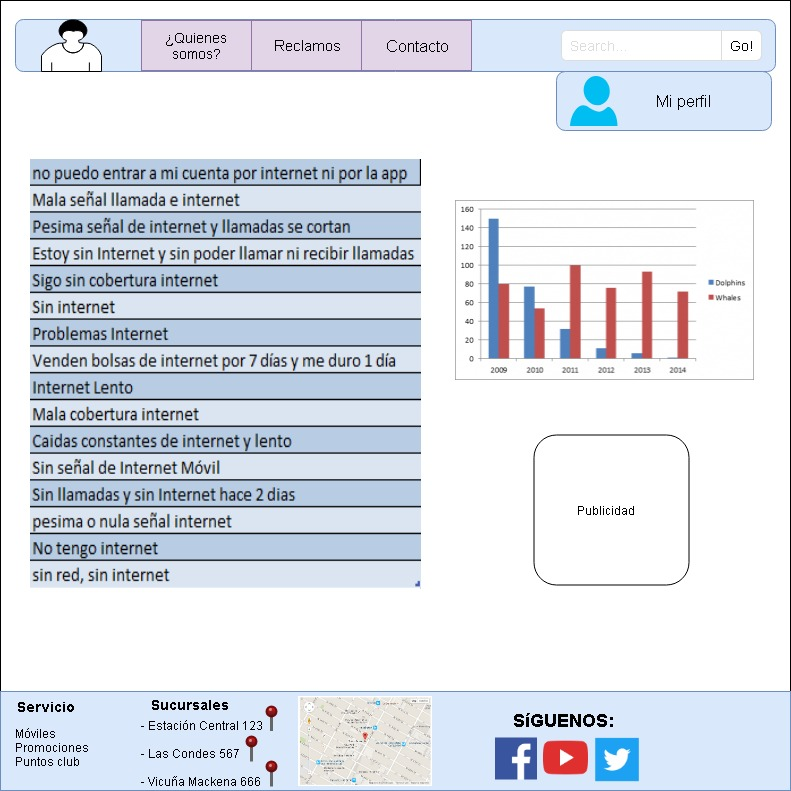 ¿Quienes
somos?
Reclamos
Contacto
Search...
Go!
Mi perfil
no puedo entrar a mi cuenta por internet ni por la app
Mala señal llamada e internet
Pesima señal de internet y llamadas se cortan
Estoy sin Internet y sin poder llamar ni recibir llamadas
Sigo sin cobertura internet
Sin internet
Problemas Internet
Venden bolsas de internet por 7 días y me duro 1 día
Internet Lento
Mala cobertura internet
Caidas constantes de internet y lento
Sin señal de Internet Móvil
Sin llamadas y sin Internet hace 2 dias
pesima o nula señal internet
No tengo internet
sin red, sin internet
160
140
120
100
80
60
40
20
0
2009 2010 2011 2012 2013 2014
Dolphins
Whales
Publicidad
Servicio
Móviles
Promociones
Puntos club
Sucursales
- Estación Central 123
- Las Condes 567
- Vicuña Mackena 666
SíGUENOS: